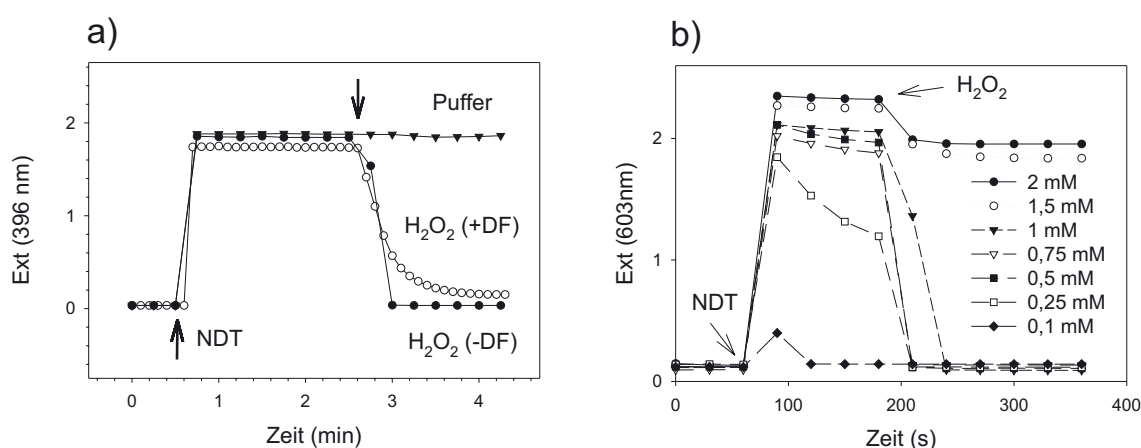 a)
Ext (396 nm)
2
1
0
Puffer
H₂O₂ (+DF)
NDT
H₂O₂ (-DF)
0 1 2 3 4
Zeit (min)
b)
Ext (603nm)
2
1
0
H₂O₂
NDT
2 mM
1,5 mM
1 mM
0,75 mM
0,5 mM
0,25 mM
0,1 mM
0 100 200 300 400
Zeit (s)